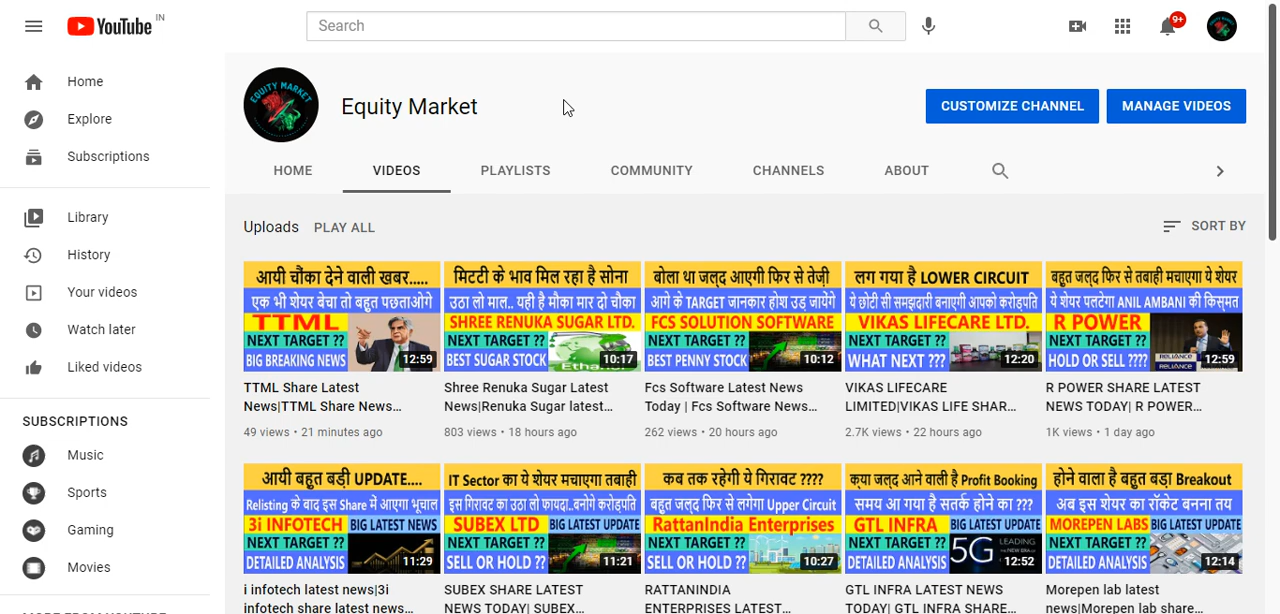 YouTube IN
Search
9+
Home
Explore
Subscriptions
Library
History
Your videos
Watch later
Liked videos
SUBSCRIPTIONS
Music
Sports
Gaming
Movies
EQUITY MARKET
Equity Market
CUSTOMIZE CHANNEL
MANAGE VIDEOS
HOME
VIDEOS
PLAYLISTS
COMMUNITY
CHANNELS
ABOUT
Uploads
PLAY ALL
SORT BY
आयी चौंका देने वाली खबर.....
एक भी शेयर बेचा तो बहुत पछताओगे
TTML
NEXT TARGET ??
BIG BREAKING NEWS
12:59
TTML Share Latest
News|TTML Share News...
49 views • 21 minutes ago
मिटटी के भाव मिल रहा है सोना
उठा लो माल.. यही है मौका मार दो चौका
SHREE RENUKA SUGAR LTD.
NEXT TARGET ??
BEST SUGAR STOCK
Ethanol
10:17
Shree Renuka Sugar Latest
News|Renuka Sugar latest...
803 views • 18 hours ago
बोला था जल्द आएगी फिर से तेज़ी
आगे के TARGET जानकार होश उड़ जायेंगे
FCS SOLUTION SOFTWARE
NEXT TARGET ??
BEST PENNY STOCK
10:12
Fcs Software Latest News
Today | Fcs Software News...
262 views • 20 hours ago
लग गया है LOWER CIRCUIT
ये छोटी सी समझदारी बनाएगी आपको करोड़पति
VIKAS LIFECARE LTD.
NEXT TARGET ??
WHAT NEXT ???
12:20
VIKAS LIFECARE
LIMITED|VIKAS LIFE SHAR...
2.7K views • 22 hours ago
बहुत जल्द फिर से तबाही मचाएगा ये शेयर
ये शेयर पलटेगा ANIL AMBANI की किस्मत
R POWER
NEXT TARGET ??
HOLD OR SELL ????
RELIANCE
12:59
R POWER SHARE LATEST
NEWS TODAY| R POWER...
1K views • 1 day ago
आयी बहुत बड़ी UPDATE....
Relisting के बाद इस Share में आएगा भूचाल
3i INFOTECH
BIG LATEST NEWS
NEXT TARGET ??
DETAILED ANALYSIS
11:29
i infotech latest news|3i
infotech share latest news...
IT Sector का ये शेयर मचाएगा तबाही
इस गिरावट का उठा लो फायदा..बनोगे करोड़पति
SUBEX LTD
BIG LATEST UPDATE
NEXT TARGET ??
SELL OR HOLD ??
11:21
SUBEX SHARE LATEST
NEWS TODAY| SUBEX...
कब तक रहेगी ये गिरावट ????
बहुत जल्द फिर से लगेगा Upper Circuit
RattanIndia Enterprises
NEXT TARGET ??
SELL OR HOLD ??
10:27
RATTANINDIA
ENTERPRISES LATEST...
क्या जल्द आने वाली है Profit Booking
समय आ गया है सतर्क होने का ???
GTL INFRA
BIG LATEST UPDATE
NEXT TARGET ??
DETAILED ANALYSIS
5G LEADING
12:52
GTL INFRA LATEST NEWS
TODAY| GTL INFRA SHARE...
होने वाला है बहुत बड़ा Breakout
अब इस शेयर का रॉकेट बनना तय
MOREPEN LABS
BIG LATEST UPDATE
NEXT TARGET ??
DETAILED ANALYSIS
12:14
Morepen lab latest
news|Morepen lab share...